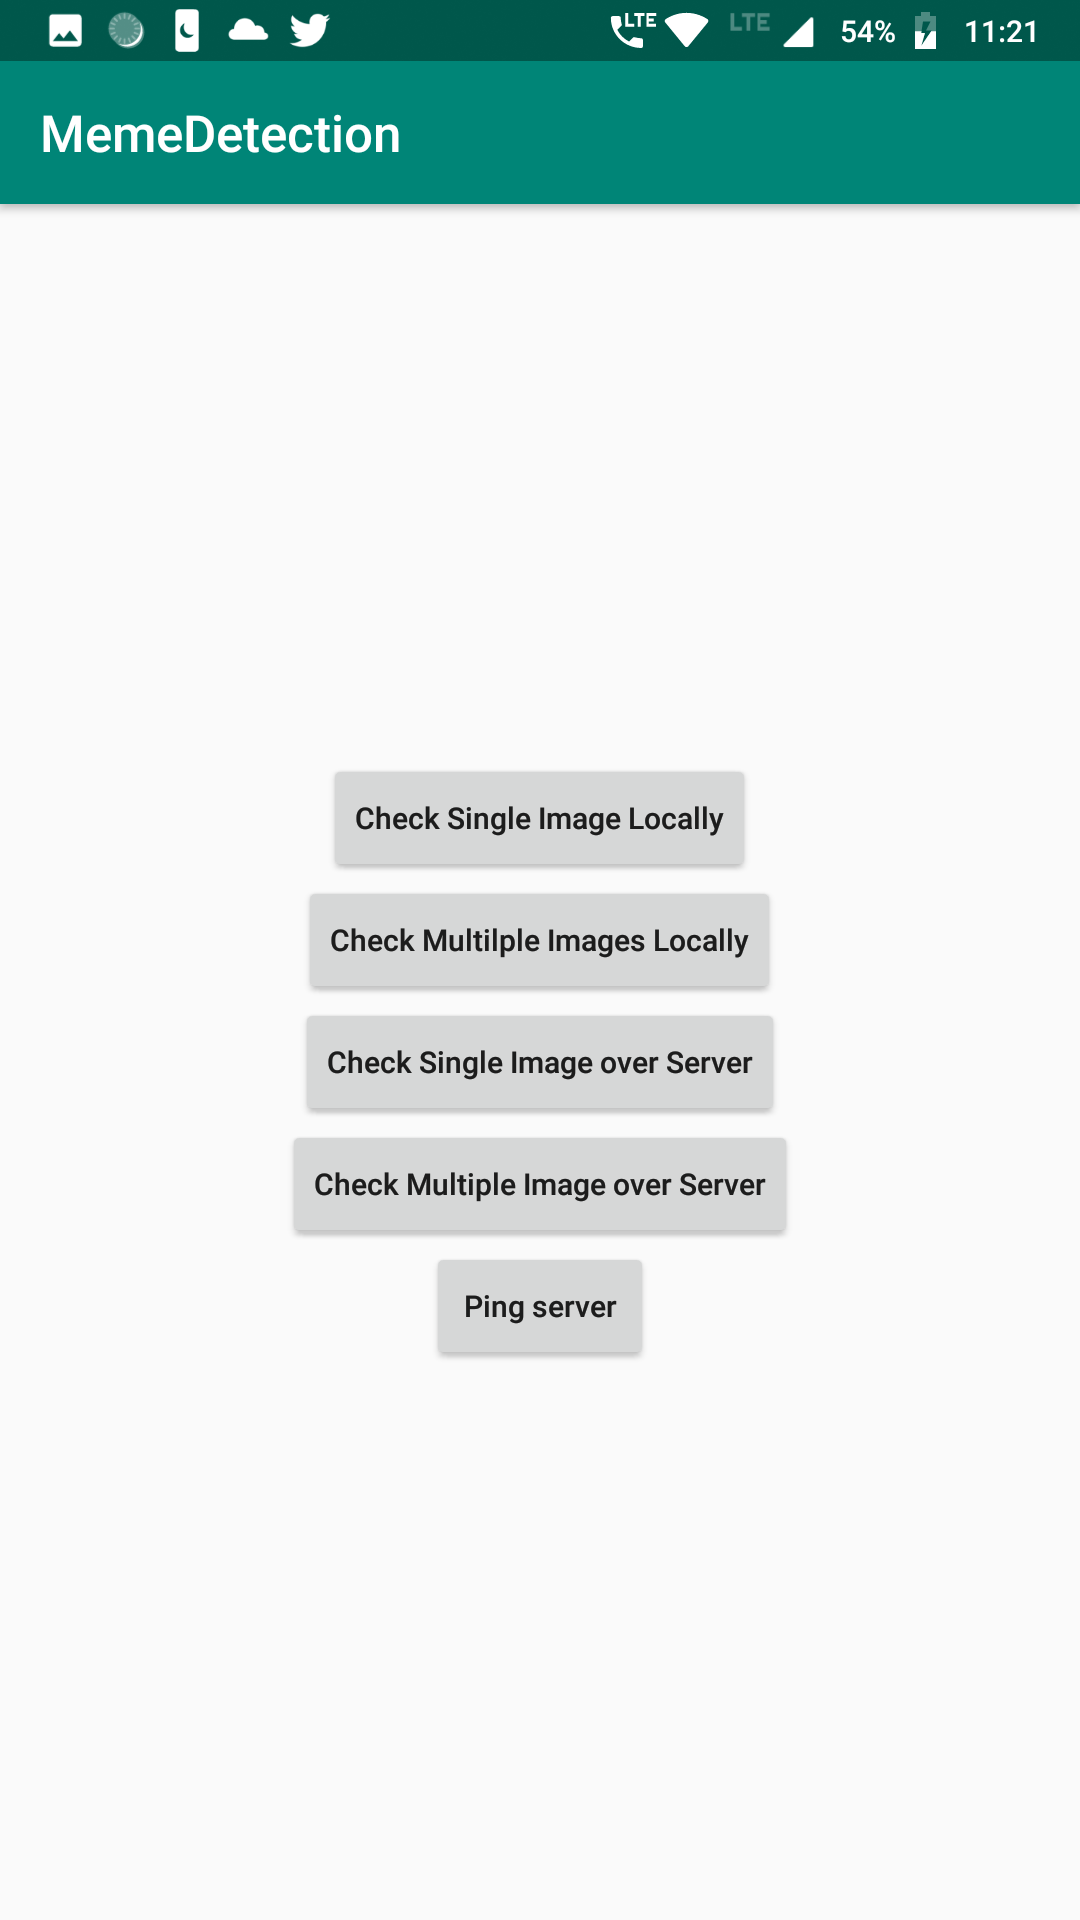 LTE LTE 54% 11:21
MemeDetection
Check Single Image Locally
Check Multilple Images Locally
Check Single Image over Server
Check Multiple Image over Server
Ping server